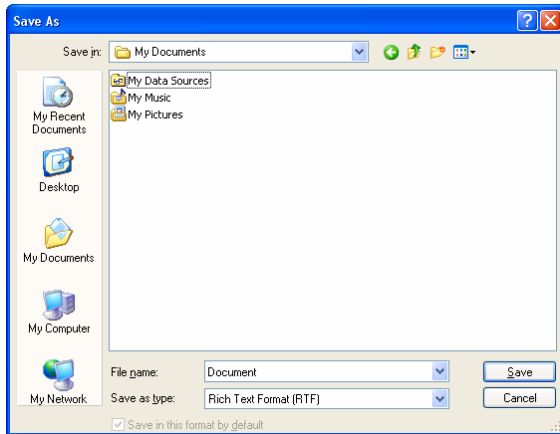 Save As
Save in:
My Documents
My Data Sources
My Music
My Pictures
My Recent
Documents
Desktop
My Documents
My Computer
My Network
File name:
Document
Save
Save as type:
Rich Text Format (RTF)
Cancel
Save in this format by default